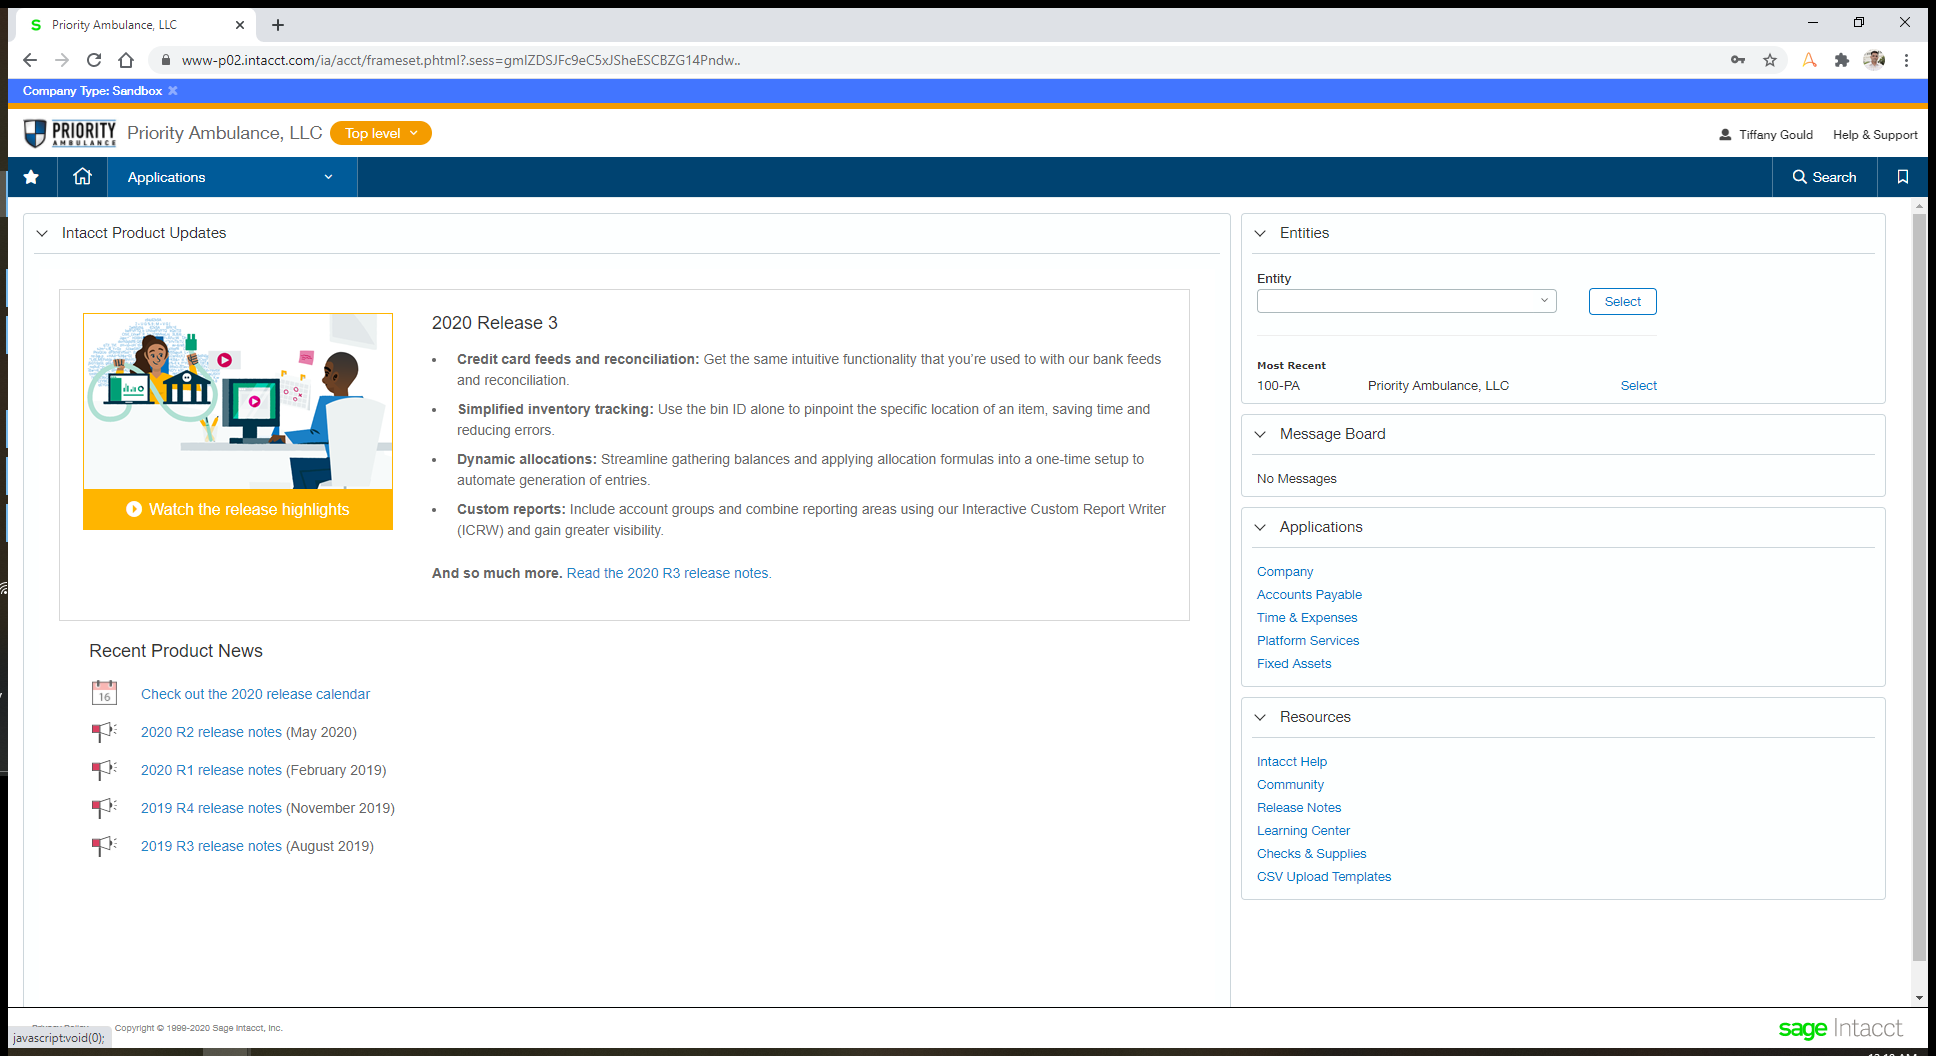 Priority Ambulance, LLC
www-p02.intacct.com/ia/acct/frameset.phtml?.sess=gmIZDSJFc9eC5xJSheESCBZG14Pndw..
Company Type: Sandbox
PRIORITY
AMBULANCE
Priority Ambulance, LLC
Top level
Tiffany Gould
Help & Support
Applications
Search
Intacct Product Updates
2020 Release 3
Credit card feeds and reconciliation: Get the same intuitive functionality that you're used to with our bank feeds
and reconciliation.
Simplified inventory tracking: Use the bin ID alone to pinpoint the specific location of an item, saving time and
reducing errors.
Dynamic allocations: Streamline gathering balances and applying allocation formulas into a one-time setup to
automate generation of entries.
Custom reports: Include account groups and combine reporting areas using our Interactive Custom Report Writer
(ICRW) and gain greater visibility.
And so much more. Read the 2020 R3 release notes.
Watch the release highlights
Recent Product News
16
Check out the 2020 release calendar
2020 R2 release notes (May 2020)
2020 R1 release notes (February 2019)
2019 R4 release notes (November 2019)
2019 R3 release notes (August 2019)
Entities
Entity
Select
Most Recent
100-PA Priority Ambulance, LLC Select
Message Board
No Messages
Applications
Company
Accounts Payable
Time & Expenses
Platform Services
Fixed Assets
Resources
Intacct Help
Community
Release Notes
Learning Center
Checks & Supplies
CSV Upload Templates
Copyright © 1999-2020 Sage Intacct, Inc.
javascript:void(0);
sage Intacct